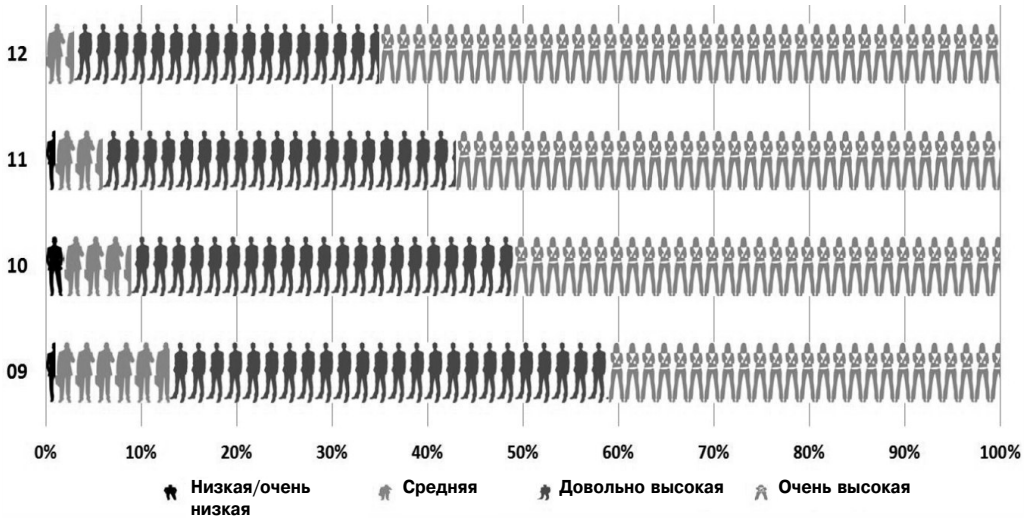 12
11
10
09
0% 10% 20% 30% 40% 50% 60% 70% 80% 90% 100%
Низкая/очень низкая
Средняя
Довольно высокая
Очень высокая